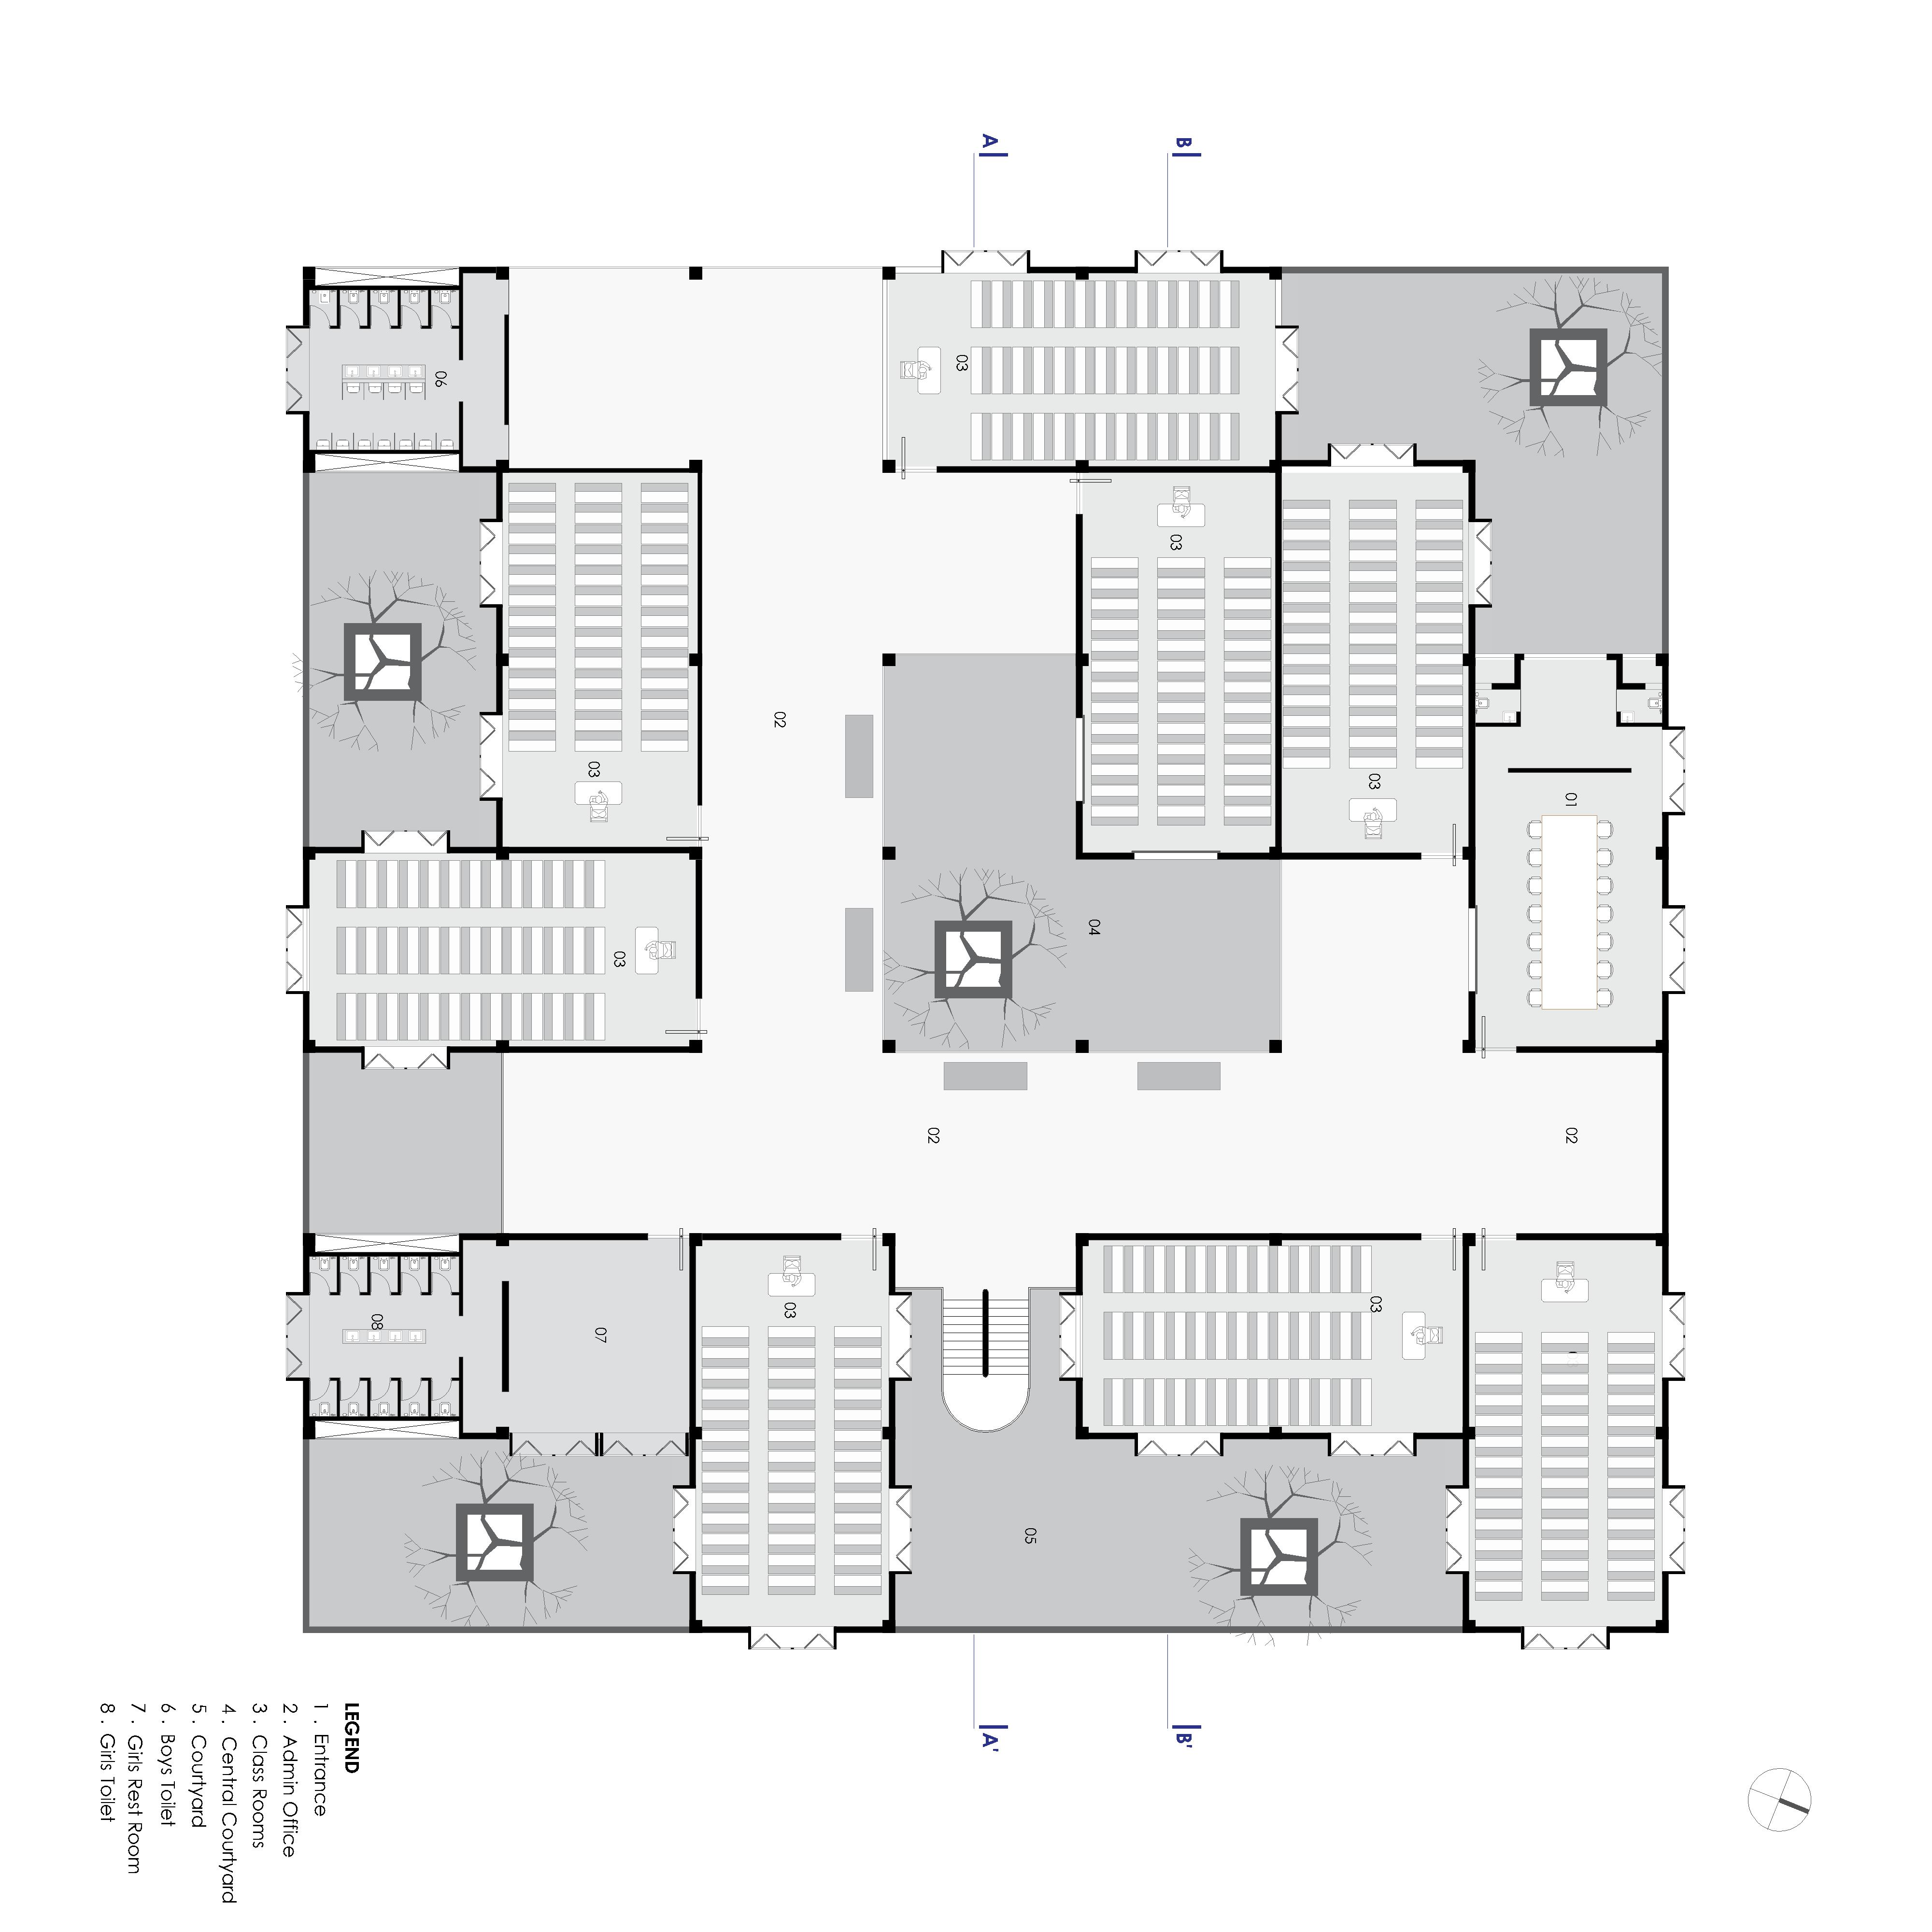 A
B
03
06
03
03
02
03
01
03
04
03
02
02
03
03
08
07
05
A'
B'
LEGEND
1 . Entrance
2 . Admin Office
3 . Class Rooms
4 . Central Courtyard
5 . Courtyard
6 . Boys Toilet
7 . Girls Rest Room
8 . Girls Toilet